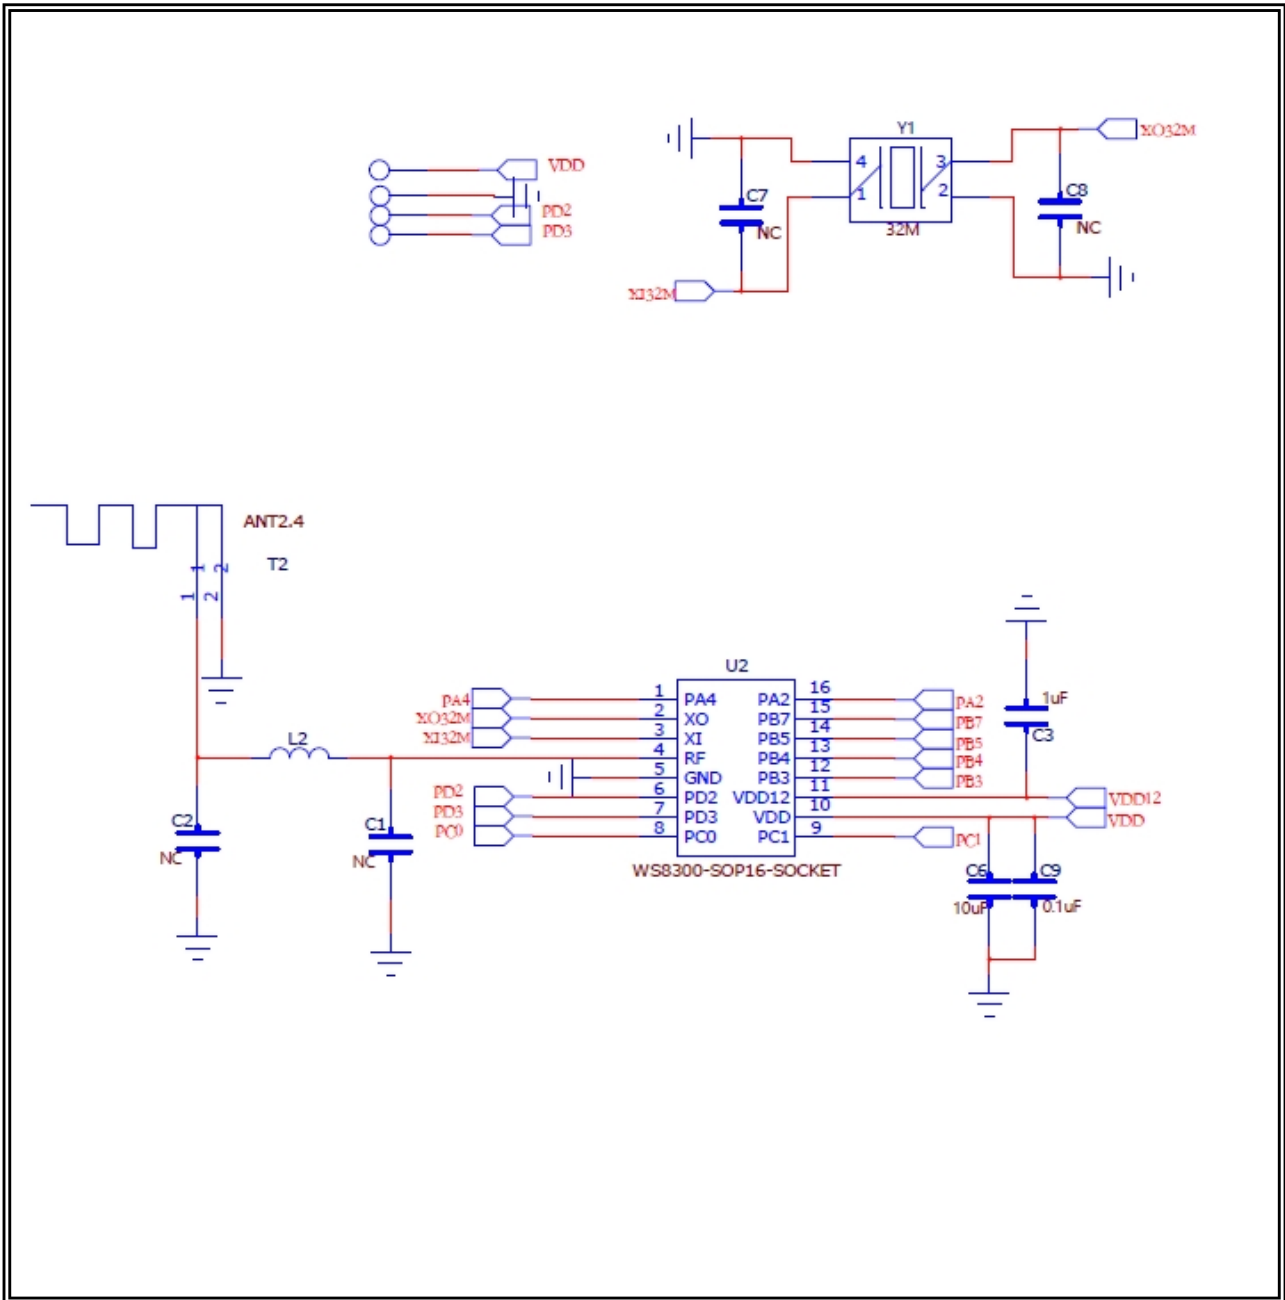 Y1
XO32M
4
3
VDD
1
2
C7
C8
PD2
NC
NC
PD3
32M
XI32M
ANT2.4
T2
1
2
1
2
U2
1
PA4
PA2
16
PA4
PA2
1uF
XO32M
2
XO
PB7
15
PB7
XI32M
3
XI
PB5
14
PB5
C3
L2
4
RF
PB4
13
PB4
5
GND
PB3
12
PB3
PD2
6
PD2
VDD12
11
VDD12
PD3
7
PD3
VDD
10
VDD
PC0
8
PC0
PC1
9
PC1
C2
C1
NC
NC
WS8300-SOP16-SOCKET
C6
C9
10uF
0.1uF